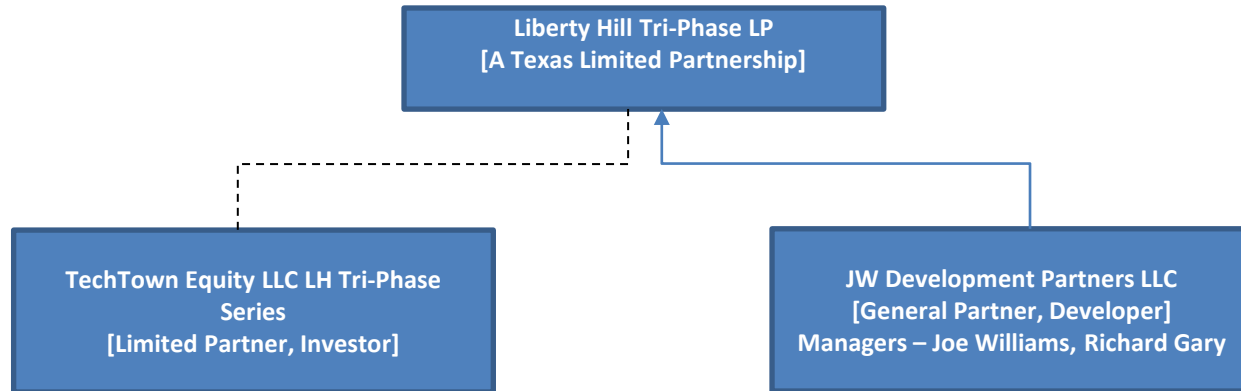 Liberty Hill Tri-Phase LP
[A Texas Limited Partnership]
TechTown Equity LLC LH Tri-Phase
Series
[Limited Partner, Investor]
JW Development Partners LLC
[General Partner, Developer]
Managers – Joe Williams, Richard Gary